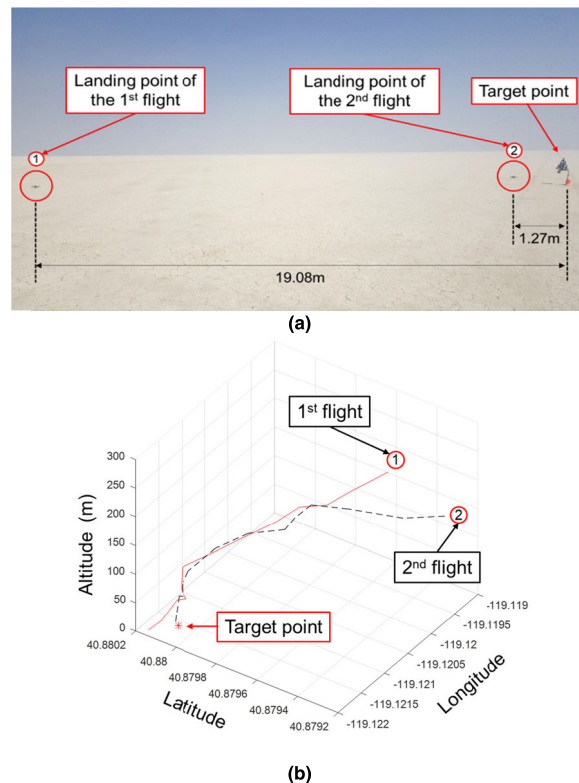 Landing point of
the 1st flight
Landing point of
the 2nd flight
Target point
1
2
1.27m
19.08m
(a)
1st flight
1
300
250
200
150
100
50
0
Altitude (m)
2
2nd flight
Target point
40.8802
40.88
40.8798
40.8796
40.8794
40.8792
Latitude
-119.119
-119.1195
-119.12
-119.1205
-119.121
-119.1215
-119.122
Longitude
(b)